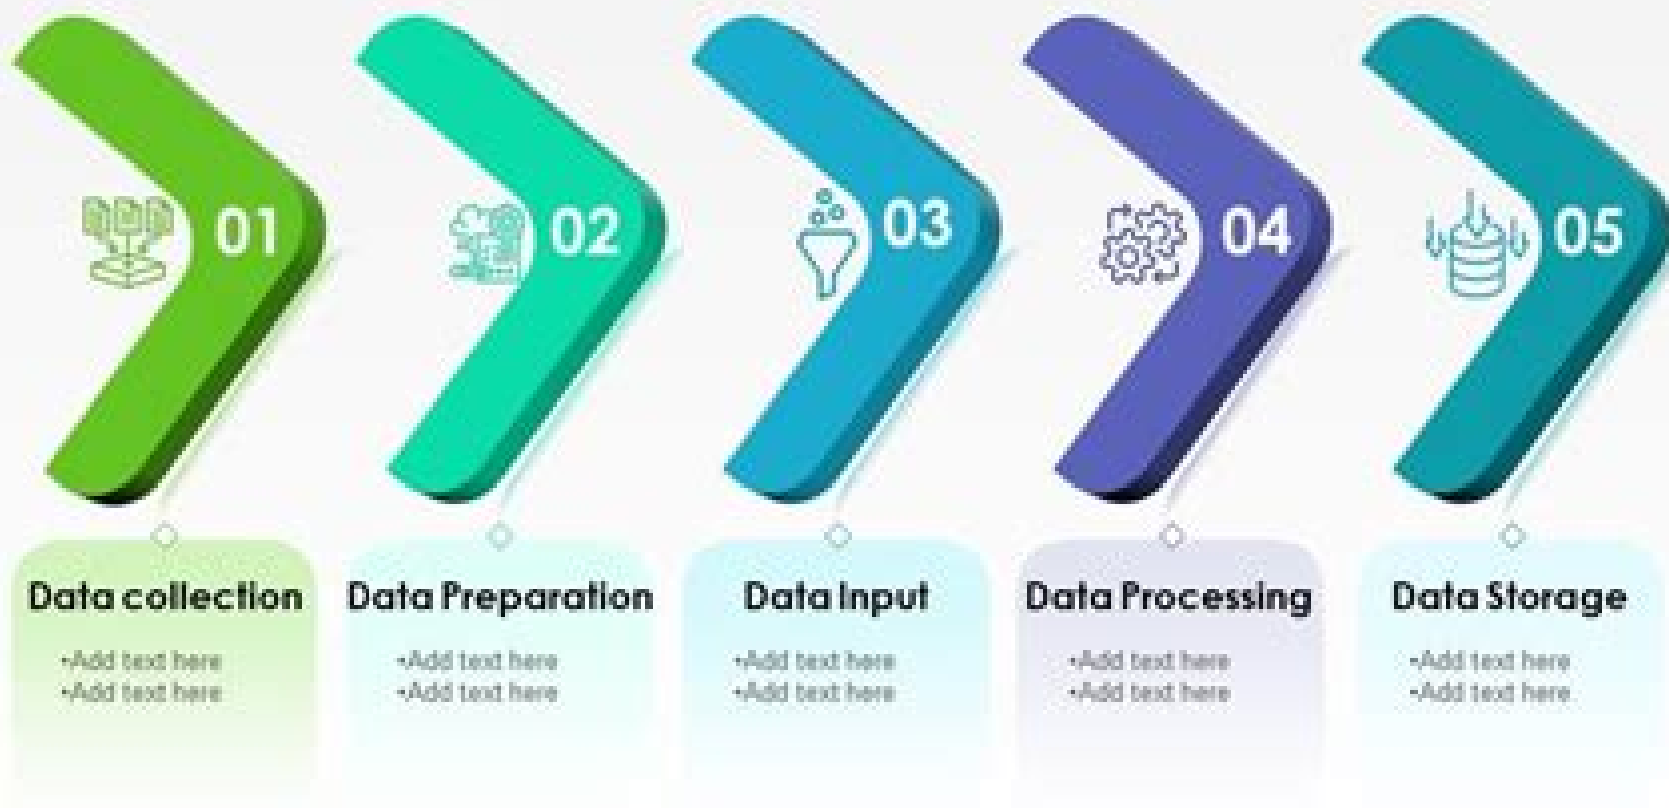 01
02
03
04
05
Data collection
•Add text here
•Add text here
Data Preparation
•Add text here
•Add text here
Data Input
•Add text here
•Add text here
Data Processing
•Add text here
•Add text here
Data Storage
•Add text here
•Add text here